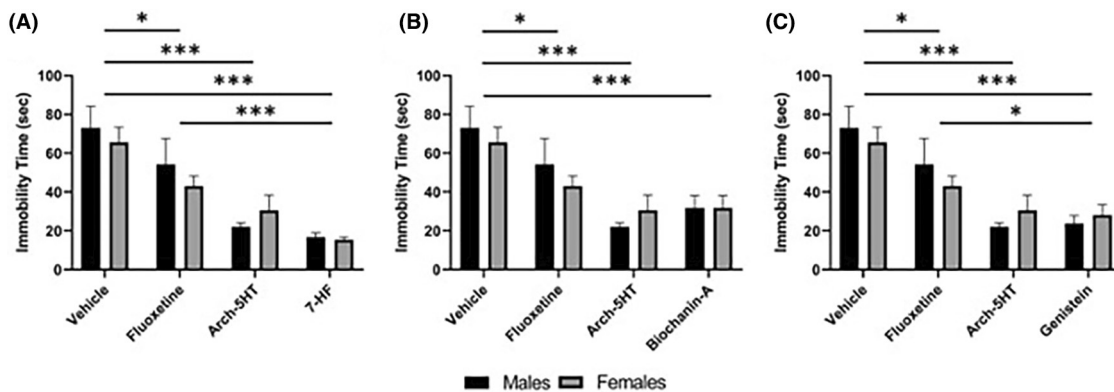 (A)
*
***
***
***
Immobility Time (sec)
100
80
60
40
20
0
Vehicle
Fluoxetine
Arch-5HT
7-HF
(B)
*
***
***
Immobility Time (sec)
100
80
60
40
20
0
Vehicle
Fluoxetine
Arch-5HT
Biochanin-A
(C)
*
***
***
*
Immobility Time (sec)
100
80
60
40
20
0
Vehicle
Fluoxetine
Arch-5HT
Genistein
Males Females